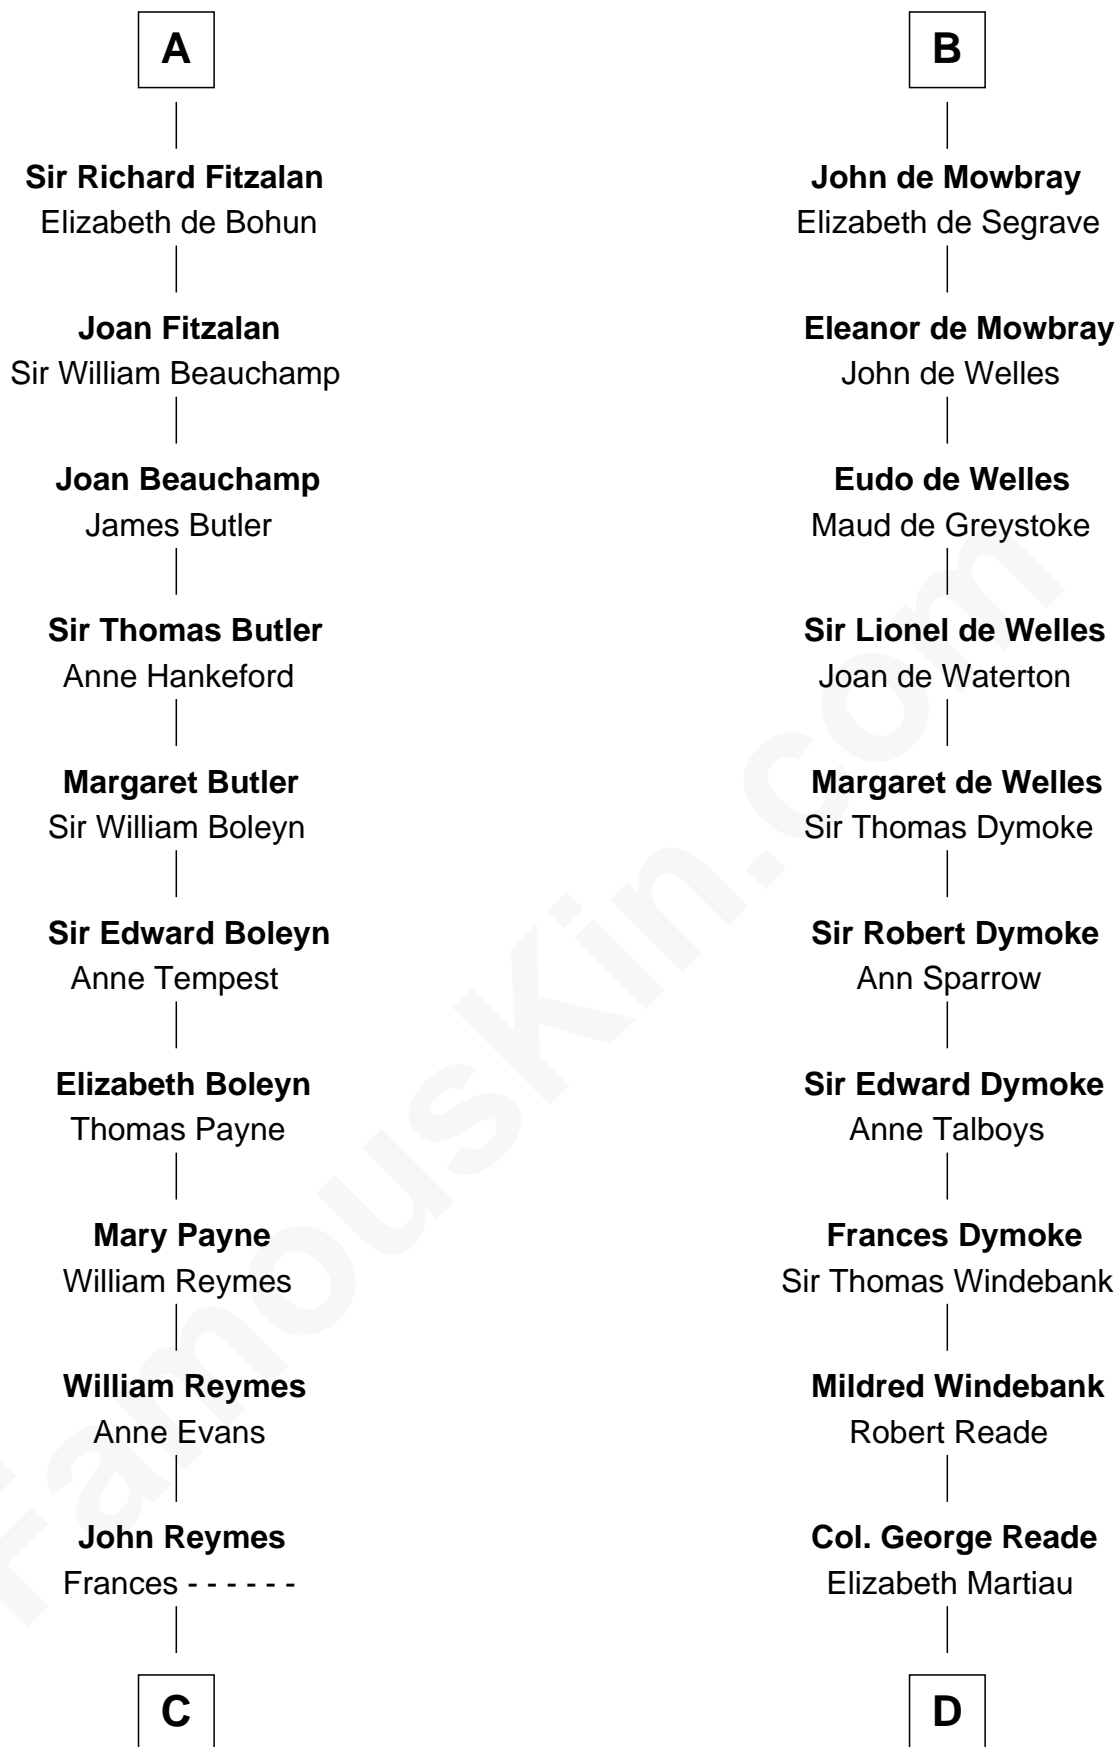 A
Sir Richard Fitzalan
Elizabeth de Bohun
Joan Fitzalan
Sir William Beauchamp
Joan Beauchamp
James Butler
Sir Thomas Butler
Anne Hankeford
Margaret Butler
Sir William Boleyn
Sir Edward Boleyn
Anne Tempest
Elizabeth Boleyn
Thomas Payne
Mary Payne
William Reymes
William Reymes
Anne Evans
John Reymes
Frances - - - - - -
C
B
John de Mowbray
Elizabeth de Segrave
Eleanor de Mowbray
John de Welles
Eudo de Welles
Maud de Greystoke
Sir Lionel de Welles
Joan de Waterton
Margaret de Welles
Sir Thomas Dymoke
Sir Robert Dymoke
Ann Sparrow
Sir Edward Dymoke
Anne Talboys
Frances Dymoke
Sir Thomas Windebank
Mildred Windebank
Robert Reade
Col. George Reade
Elizabeth Martiau
D
FamousKin.com